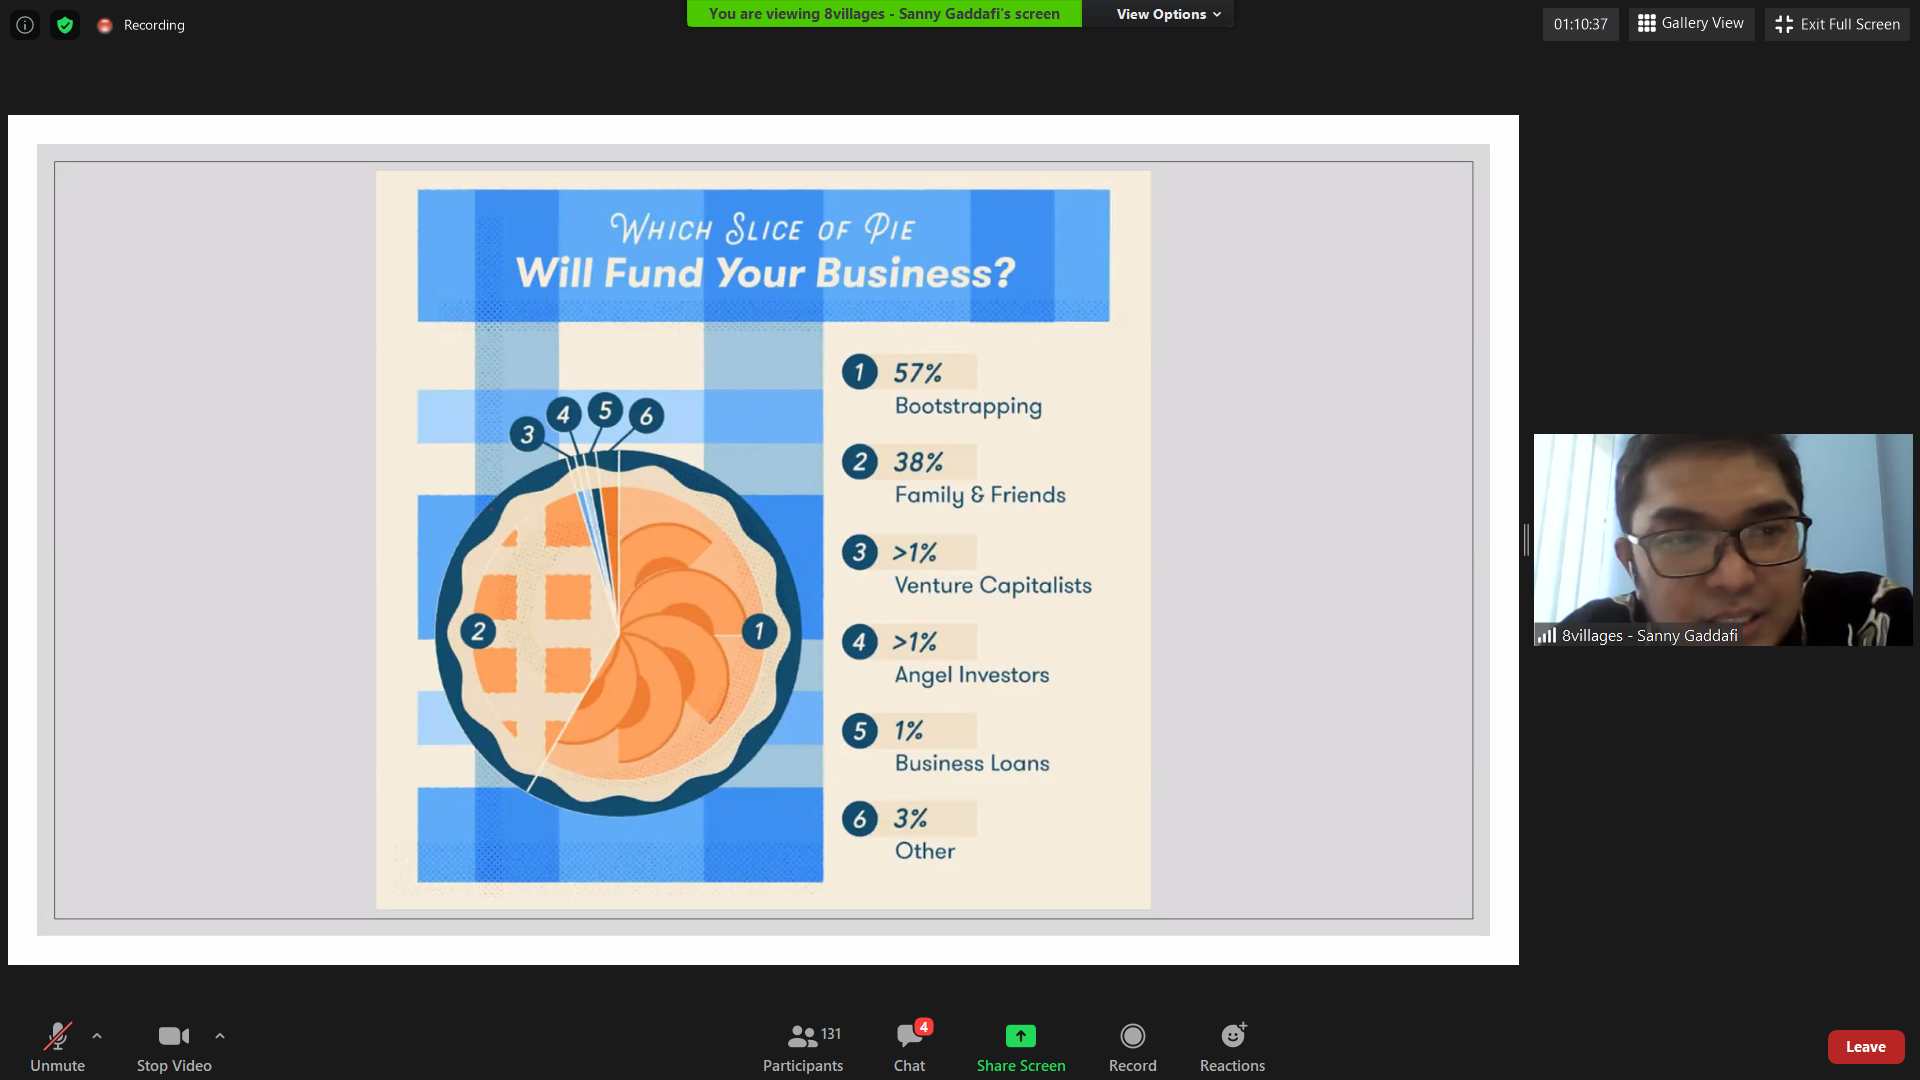 Recording
You are viewing 8villages - Sanny Gaddafi's screen
View Options
01:10:37
Gallery View
Exit Full Screen
Which Slice of Pie
Will Fund Your Business?
1 57%
Bootstrapping
2 38%
Family & Friends
3 >1%
Venture Capitalists
4 >1%
Angel Investors
5 1%
Business Loans
6 3%
Other
3
4
5
6
2
1
8villages - Sanny Gaddafi
Unmute
Stop Video
131
Participants
4
Chat
Share Screen
Record
Reactions
Leave